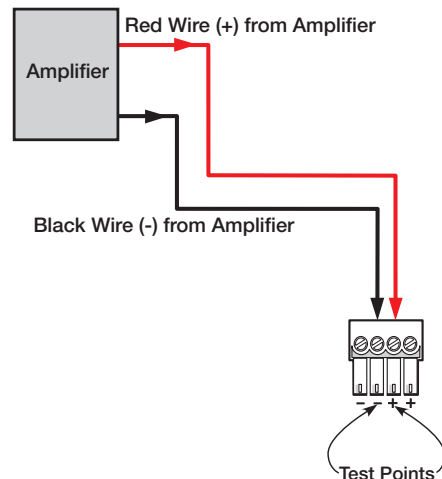 Red Wire (+) from Amplifier
Amplifier
Black Wire (-) from Amplifier
- - + +
Test Points